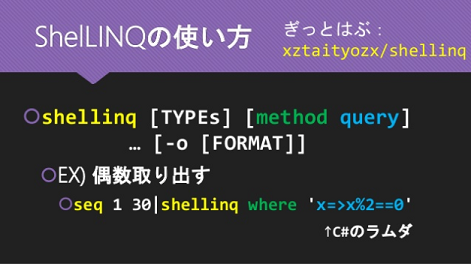 ShelLINQの使い方
ぎっとはぶ：
xztaityozx/shellinq
shellinq [TYPEs] [method query]
… [-o [FORMAT]]
EX) 偶数取り出す
seq 1 30|shellinq where 'x=>x%2==0'
↑C#のラムダ